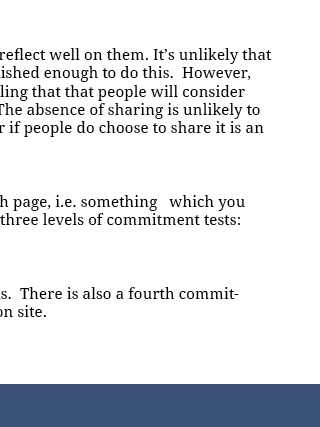 reflect well on them. It’s unlikely that
ished enough to do this.  However,
ling that that people will consider
The absence of sharing is unlikely to
r if people do choose to share it is an
h page, i.e. something   which you
three levels of commitment tests:
s.  There is also a fourth commit-
on site.